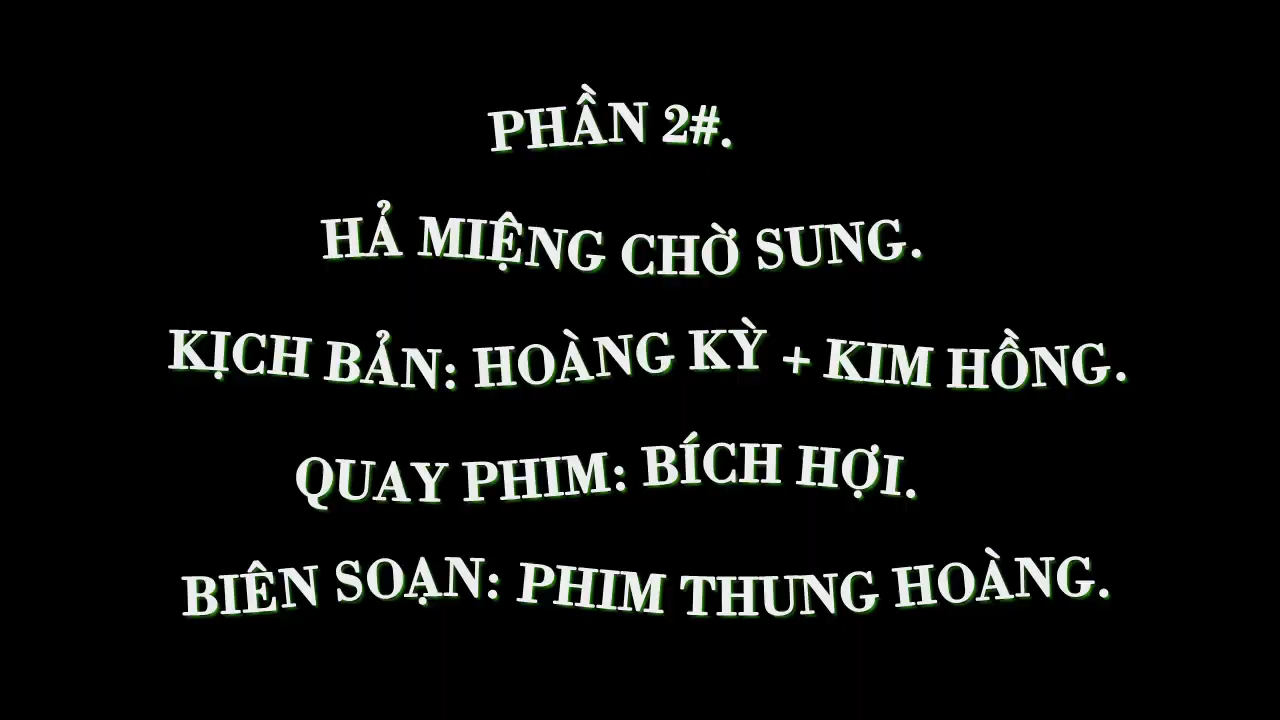 PHẦN 2#.
HẢ MIỆNG CHỜ SUNG.
KỊCH BẢN: HOÀNG KỲ + KIM HỒNG.
QUAY PHIM: BÍCH HỢI.
BIÊN SOẠN: PHIM THUNG HOÀNG.